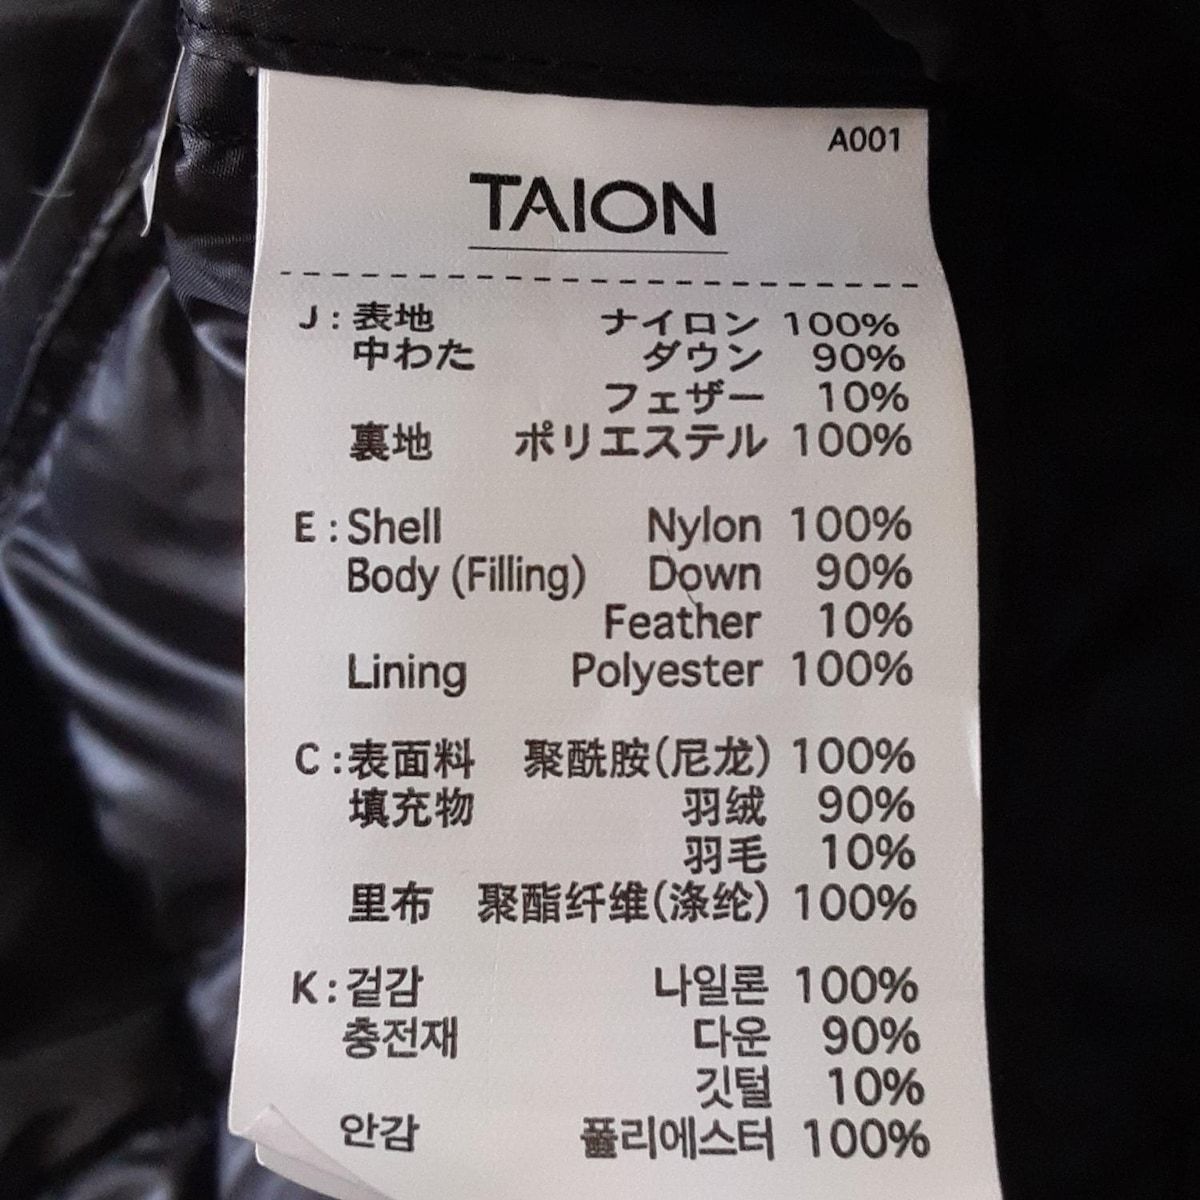 A001
TAION
J : 表地 ナイロン 100%
中わた ダウン 90%
フェザー 10%
裏地 ポリエステル 100%
E : Shell Nylon 100%
Body (Filling) Down 90%
Feather 10%
Lining Polyester 100%
C : 表面料 聚酰胺(尼龙) 100%
填充物 羽绒 90%
羽毛 10%
里布 聚酯纤维(涤纶) 100%
K : 겉감 나일론 100%
충전재 다운 90%
깃털 10%
안감 폴리에스터 100%